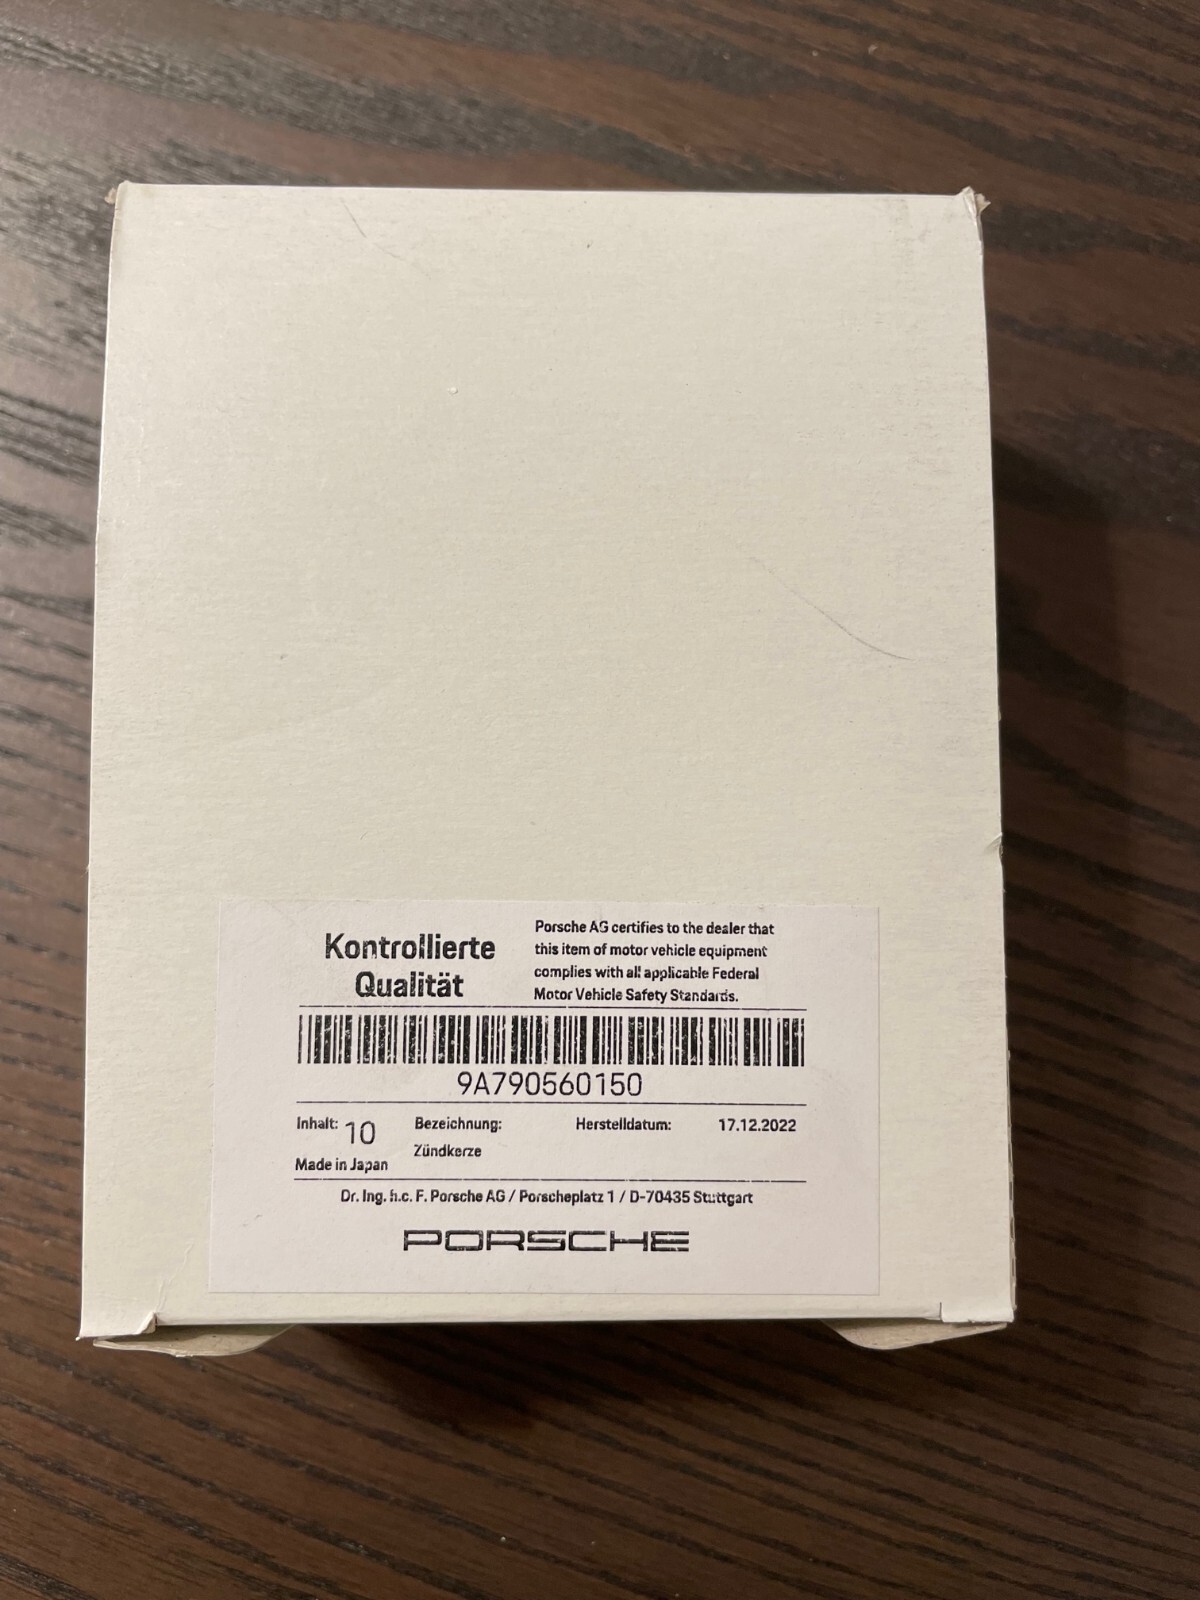 Kontrollierte
Qualität
Porsche AG certifies to the dealer that
this item of motor vehicle equipment
complies with all applicable Federal
Motor Vehicle Safety Standards.
9A790560150
Inhalt: 10
Bezeichnung:
Zündkerze
Herstelldatum: 17.12.2022
Made in Japan
Dr. Ing. h.c. F. Porsche AG / Porscheplatz 1 / D-70435 Stuttgart
PORSCHE